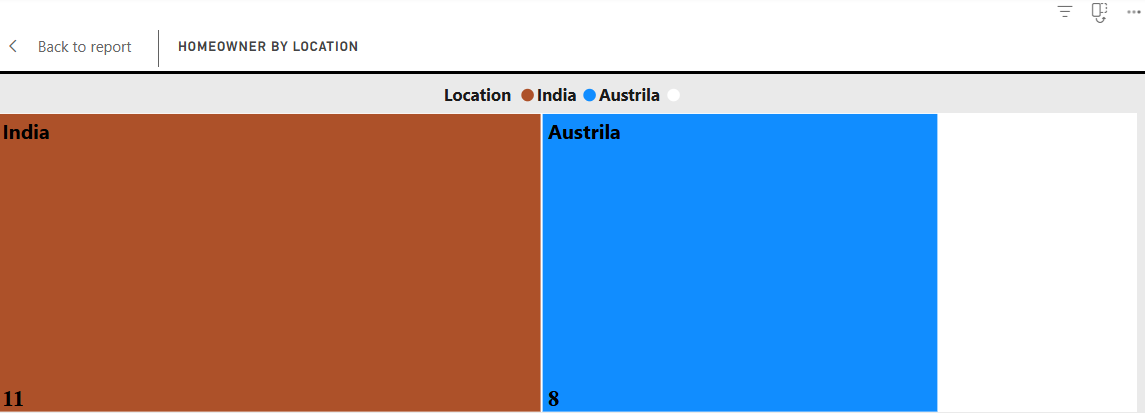 Back to report HOMEOWNER BY LOCATION
Location India Austrila
India Austrila
11 8